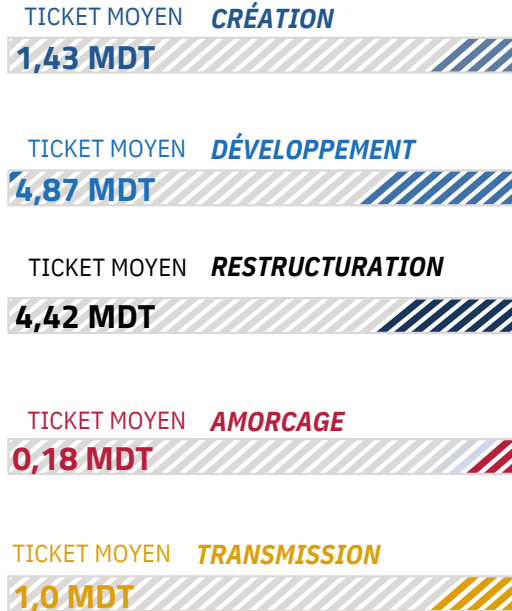 TICKET MOYEN CRÉATION
1,43 MDT
TICKET MOYEN DÉVELOPPEMENT
4,87 MDT
TICKET MOYEN RESTRUCTURATION
4,42 MDT
TICKET MOYEN AMORCAGE
0,18 MDT
TICKET MOYEN TRANSMISSION
1,0 MDT